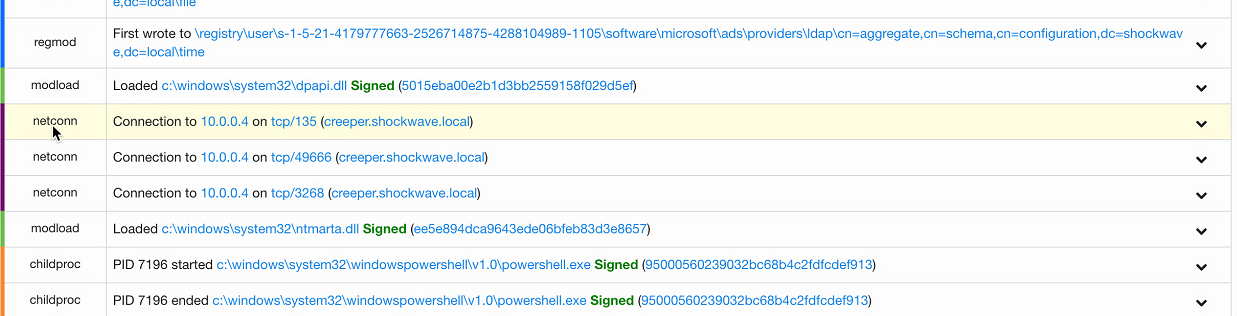 e,dc=local\file
regmod
First wrote to \registry\user\s-1-5-21-4179777663-2526714875-4288104989-1105\software\microsoft\ads\providers\ldap\cn=aggregate,cn=schema,cn=configuration,dc=shockwav
e,dc=local\time
modload Loaded c:\windows\system32\dpapi.dll Signed (5015eba00e2b1d3bb2559158f029d5ef)
netconn Connection to 10.0.0.4 on tcp/135 (creeper.shockwave.local)
netconn Connection to 10.0.0.4 on tcp/49666 (creeper.shockwave.local)
netconn Connection to 10.0.0.4 on tcp/3268 (creeper.shockwave.local)
modload Loaded c:\windows\system32\ntmarta.dll Signed (ee5e894dca9643ede06bfeb83d3e8657)
childproc PID 7196 started c:\windows\system32\windowspowershell\v1.0\powershell.exe Signed (95000560239032bc68b4c2fdfcdef913)
childproc PID 7196 ended c:\windows\system32\windowspowershell\v1.0\powershell.exe Signed (95000560239032bc68b4c2fdfcdef913)